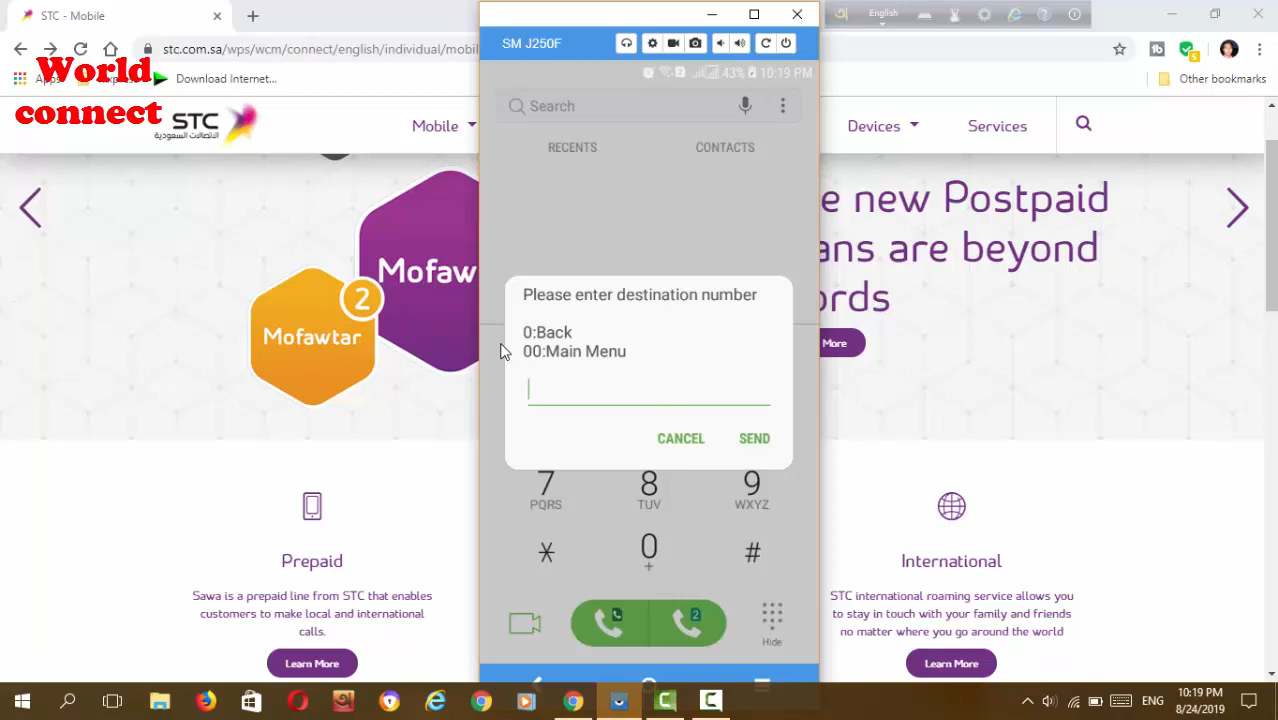 STC - Mobile
SM J250F
English
stc.com.sa/wps/wcm/connect/english/individual/mobil
Apps
Download Internet...
Other bookmarks
World
connect
STC
الاتصالات السعودية
Mobile
Devices
Services
43% 10:19 PM
Search
RECENTS
CONTACTS
Mofaw
2
Mofawtar
e new Postpaid
ans are beyond
ords
More
Please enter destination number
0:Back
00:Main Menu
CANCEL
SEND
7
PQRS
8
TUV
9
WXYZ
*
0
+
#
2
Hide
Prepaid
Sawa is a prepaid line from STC that enables
customers to make local and international
calls.
Learn More
International
STC international roaming service allows you
to stay in touch with your family and friends
no matter where you go around the world
Learn More
ENG
10:19 PM
8/24/2019